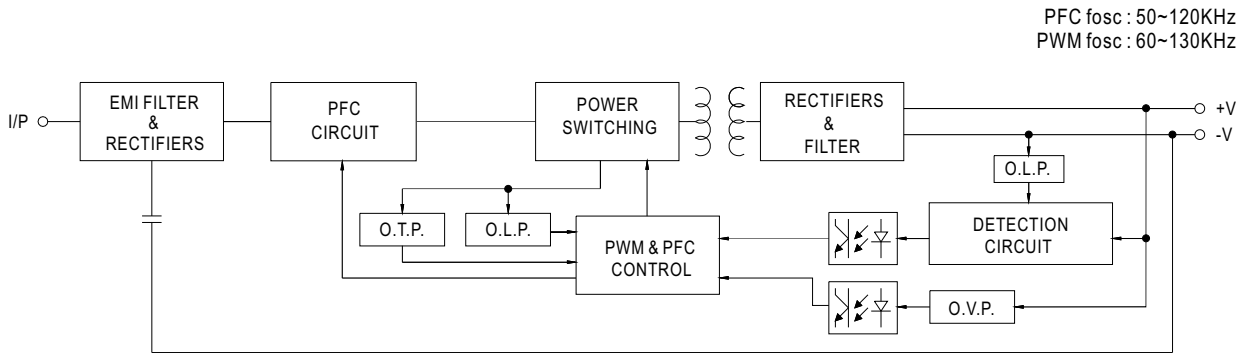 PFC fosc : 50~120KHz
PWM fosc : 60~130KHz
I/P
EMI FILTER
&
RECTIFIERS
PFC
CIRCUIT
POWER
SWITCHING
RECTIFIERS
&
FILTER
+V
-V
O.L.P.
O.T.P.
O.L.P.
PWM & PFC
CONTROL
DETECTION
CIRCUIT
O.V.P.